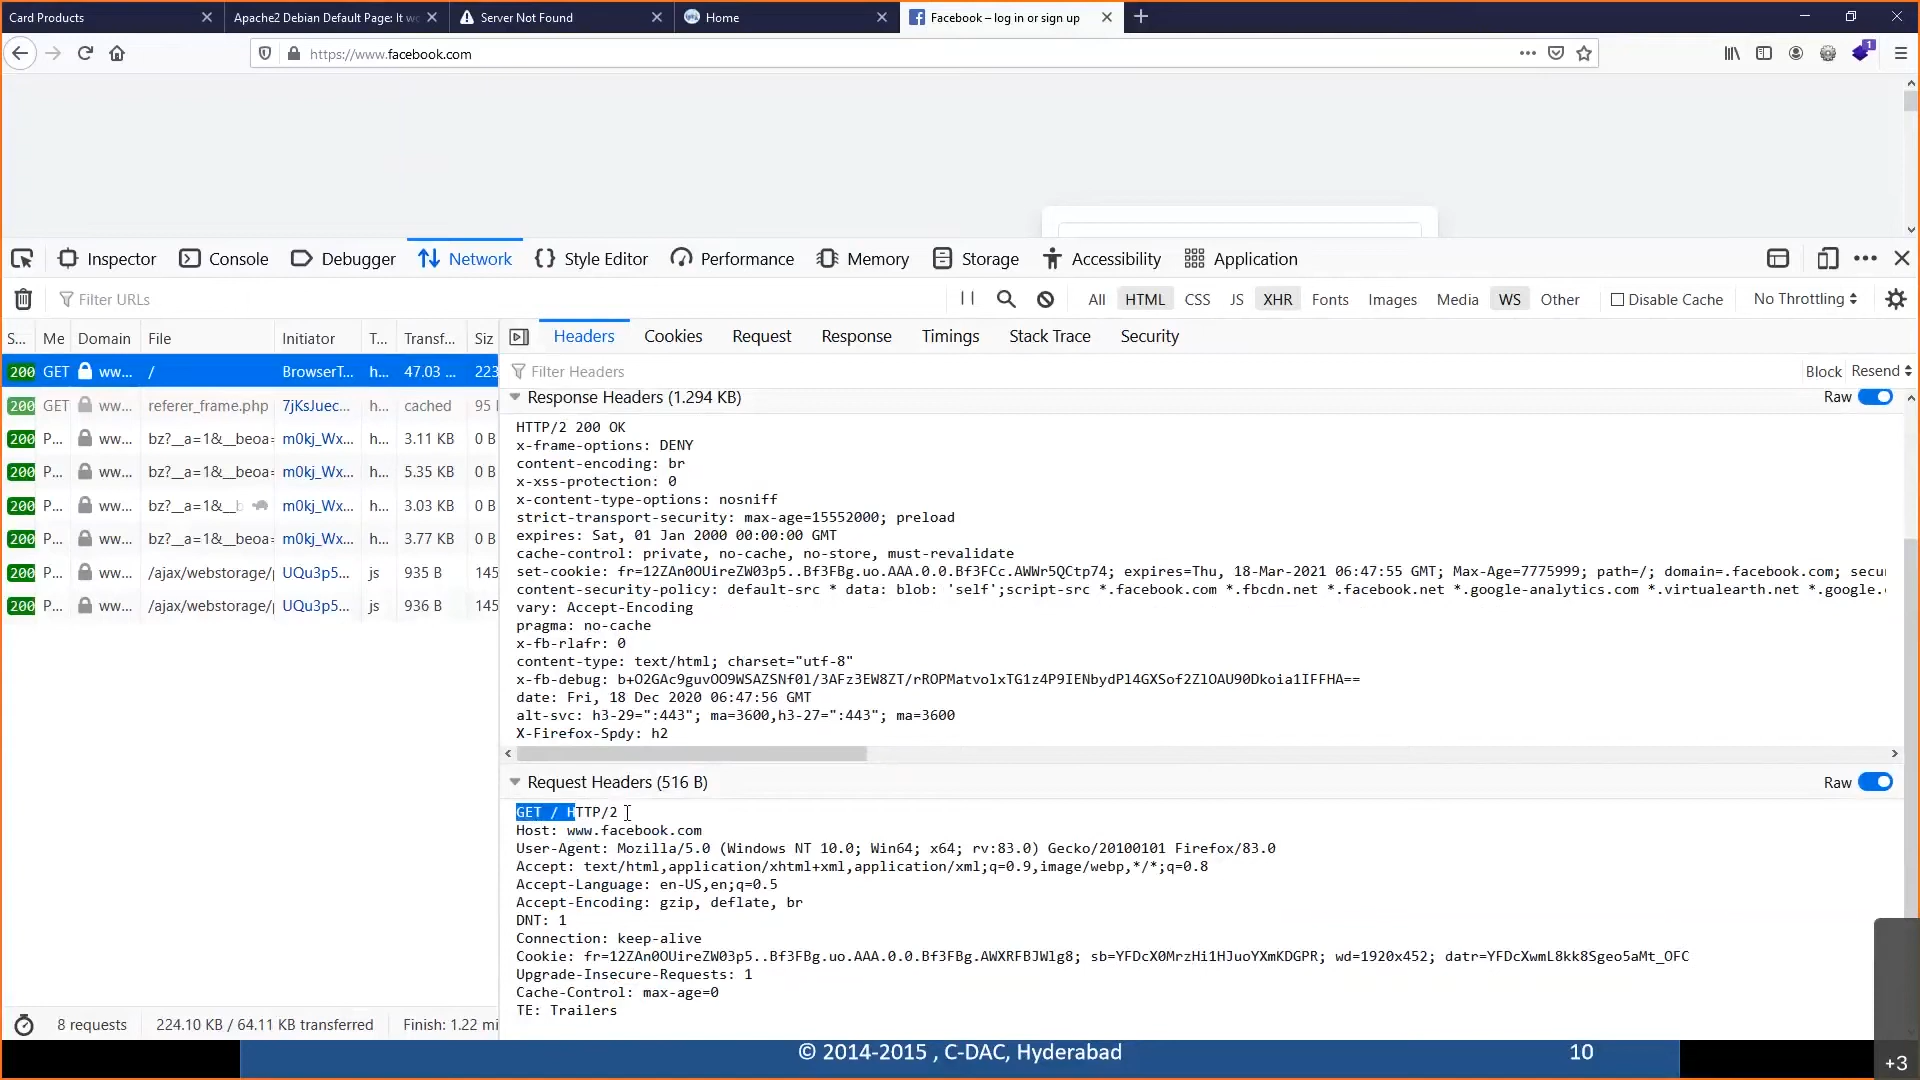 Card Products
Apache2 Debian Default Page: It wo
Server Not Found
Home
Facebook – log in or sign up
https://www.facebook.com
1
Inspector
Console
Debugger
Network
Style Editor
Performance
Memory
Storage
Accessibility
Application
Filter URLs
All
HTML
CSS
JS
XHR
Fonts
Images
Media
WS
Other
Disable Cache
No Throttling
S... Me Domain File Initiator T... Transf... Siz
200 GET ww... / BrowserT... h... 47.03 ... 223
200 GET ww... referer_frame.php 7jKsJuec... h... cached 95
200 P... ww... bz?__a=1&__beoa= m0kj_Wx... h... 3.11 KB 0 B
200 P... ww... bz?__a=1&__beoa= m0kj_Wx... h... 5.35 KB 0 B
200 P... ww... bz?__a=1&__b m0kj_Wx... h... 3.03 KB 0 B
200 P... ww... bz?__a=1&__beoa= m0kj_Wx... h... 3.77 KB 0 B
200 P... ww... /ajax/webstorage/ UQu3p5... js 935 B 145
200 P... ww... /ajax/webstorage/ UQu3p5... js 936 B 145
8 requests
224.10 KB / 64.11 KB transferred
Finish: 1.22 mi
Headers
Cookies
Request
Response
Timings
Stack Trace
Security
Filter Headers
Block
Resend
Response Headers (1.294 KB)
Raw
HTTP/2 200 OK
x-frame-options: DENY
content-encoding: br
x-xss-protection: 0
x-content-type-options: nosniff
strict-transport-security: max-age=15552000; preload
expires: Sat, 01 Jan 2000 00:00:00 GMT
cache-control: private, no-cache, no-store, must-revalidate
set-cookie: fr=12ZAn0OUireZW03p5..Bf3FBg.uo.AAA.0.0.Bf3FCc.AWWr5QCtp74; expires=Thu, 18-Mar-2021 06:47:55 GMT; Max-Age=7775999; path=/; domain=.facebook.com; secur
content-security-policy: default-src * data: blob: 'self';script-src *.facebook.com *.fbcdn.net *.facebook.net *.google-analytics.com *.virtualearth.net *.google.c
vary: Accept-Encoding
pragma: no-cache
x-fb-rlafr: 0
content-type: text/html; charset="utf-8"
x-fb-debug: b+O2GAc9guvOO9WSAZSNf0l/3AFz3EW8ZT/rROPMatvolxTG1z4P9IENbydPl4GXSof2ZlOAU90Dkoia1IFFHA==
date: Fri, 18 Dec 2020 06:47:56 GMT
alt-svc: h3-29=":443"; ma=3600,h3-27=":443"; ma=3600
X-Firefox-Spdy: h2
Request Headers (516 B)
Raw
GET / HTTP/2
Host: www.facebook.com
User-Agent: Mozilla/5.0 (Windows NT 10.0; Win64; x64; rv:83.0) Gecko/20100101 Firefox/83.0
Accept: text/html,application/xhtml+xml,application/xml;q=0.9,image/webp,*/*;q=0.8
Accept-Language: en-US,en;q=0.5
Accept-Encoding: gzip, deflate, br
DNT: 1
Connection: keep-alive
Cookie: fr=12ZAn0OUireZW03p5..Bf3FBg.uo.AAA.0.0.Bf3FBg.AWXRFBJWlg8; sb=YFDcX0MrzHi1HJuoYXmKDGPR; wd=1920x452; datr=YFDcXwmL8kk8Sgeo5aMt_OFC
Upgrade-Insecure-Requests: 1
Cache-Control: max-age=0
TE: Trailers
© 2014-2015 , C-DAC, Hyderabad
10
+3